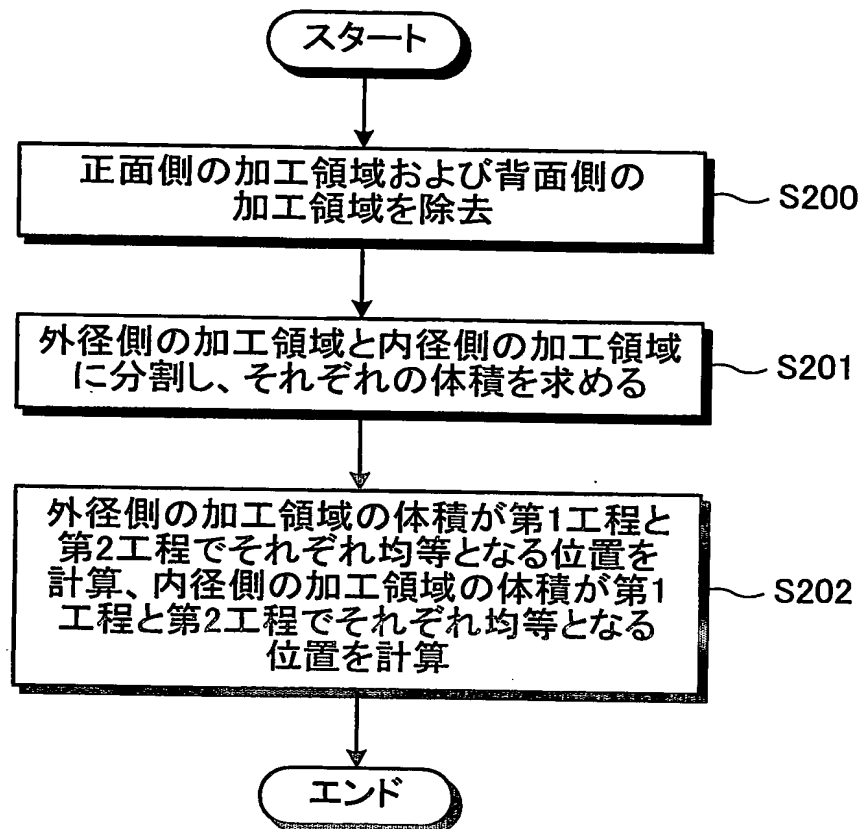 スタート
正面側の加工領域および背面側の
加工領域を除去
S200
外径側の加工領域と内径側の加工領域
に分割し、それぞれの体積を求める
S201
外径側の加工領域の体積が第1工程と
第2工程でそれぞれ均等となる位置を
計算、内径側の加工領域の体積が第1
工程と第2工程でそれぞれ均等となる
位置を計算
S202
エンド